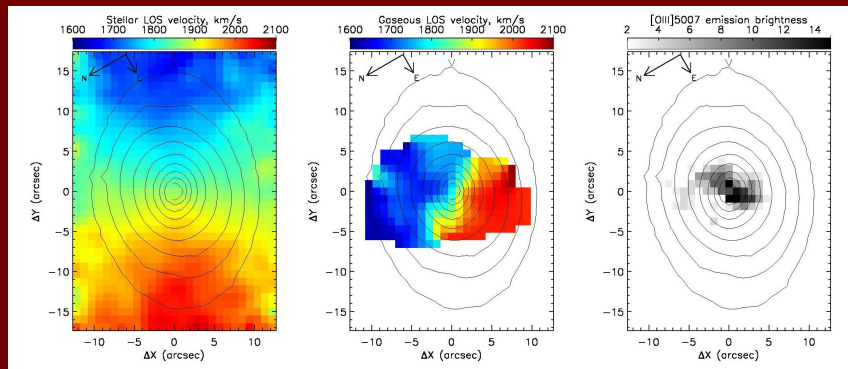 Stellar LOS velocity, km/s
1600 1700 1800 1900 2000 2100
N
E
15
10
5
0
-5
-10
-15
ΔY (arcsec)
-10 -5 0 5 10
ΔX (arcsec)
Gaseous LOS velocity, km/s
1600 1700 1800 1900 2000 2100
N
E
15
10
5
0
-5
-10
-15
ΔY (arcsec)
-10 -5 0 5 10
ΔX (arcsec)
[OIII]5007 emission brightness
2 4 6 8 10 12 14
N
E
15
10
5
0
-5
-10
-15
ΔY (arcsec)
-10 -5 0 5 10
ΔX (arcsec)